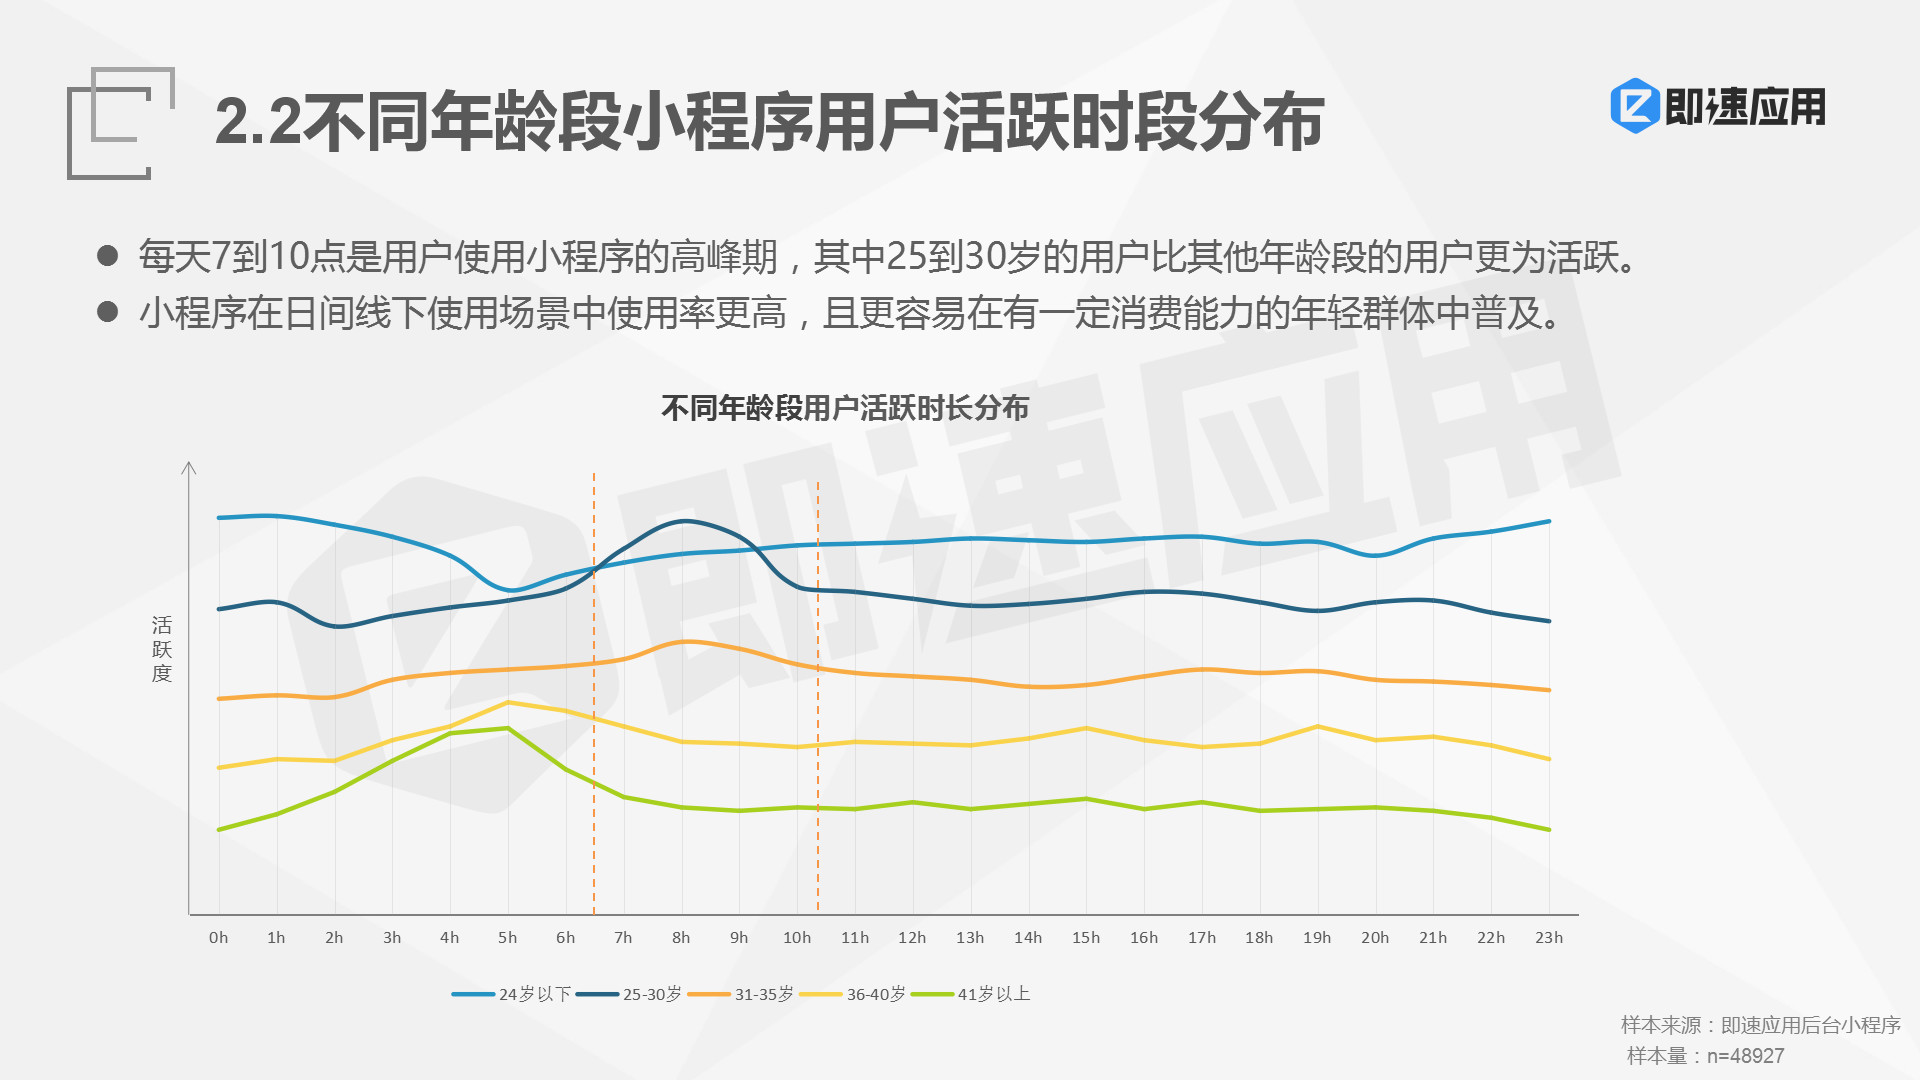 2.2不同年龄段小程序用户活跃时段分布
即速应用
每天7到10点是用户使用小程序的高峰期，其中25到30岁的用户比其他年龄段的用户更为活跃。
小程序在日间线下使用场景中使用率更高，且更容易在有一定消费能力的年轻群体中普及。
不同年龄段用户活跃时长分布
即速应用
活跃度
0h 1h 2h 3h 4h 5h 6h 7h 8h 9h 10h 11h 12h 13h 14h 15h 16h 17h 18h 19h 20h 21h 22h 23h
24岁以下 25-30岁 31-35岁 36-40岁 41岁以上
样本来源：即速应用后台小程序
样本量：n=48927